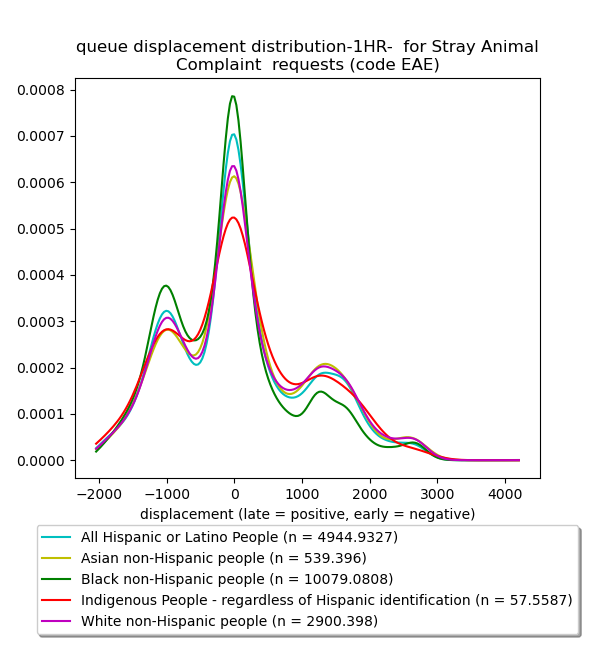 queue displacement distribution-1HR-  for Stray Animal
Complaint  requests (code EAE)
0.0008
0.0007
0.0006
0.0005
0.0004
0.0003
0.0002
0.0001
0.0000
−2000 −1000 0 1000 2000 3000 4000
displacement (late = positive, early = negative)
All Hispanic or Latino People (n = 4944.9327)
Asian non-Hispanic people (n = 539.396)
Black non-Hispanic people (n = 10079.0808)
Indigenous People - regardless of Hispanic identification (n = 57.5587)
White non-Hispanic people (n = 2900.398)